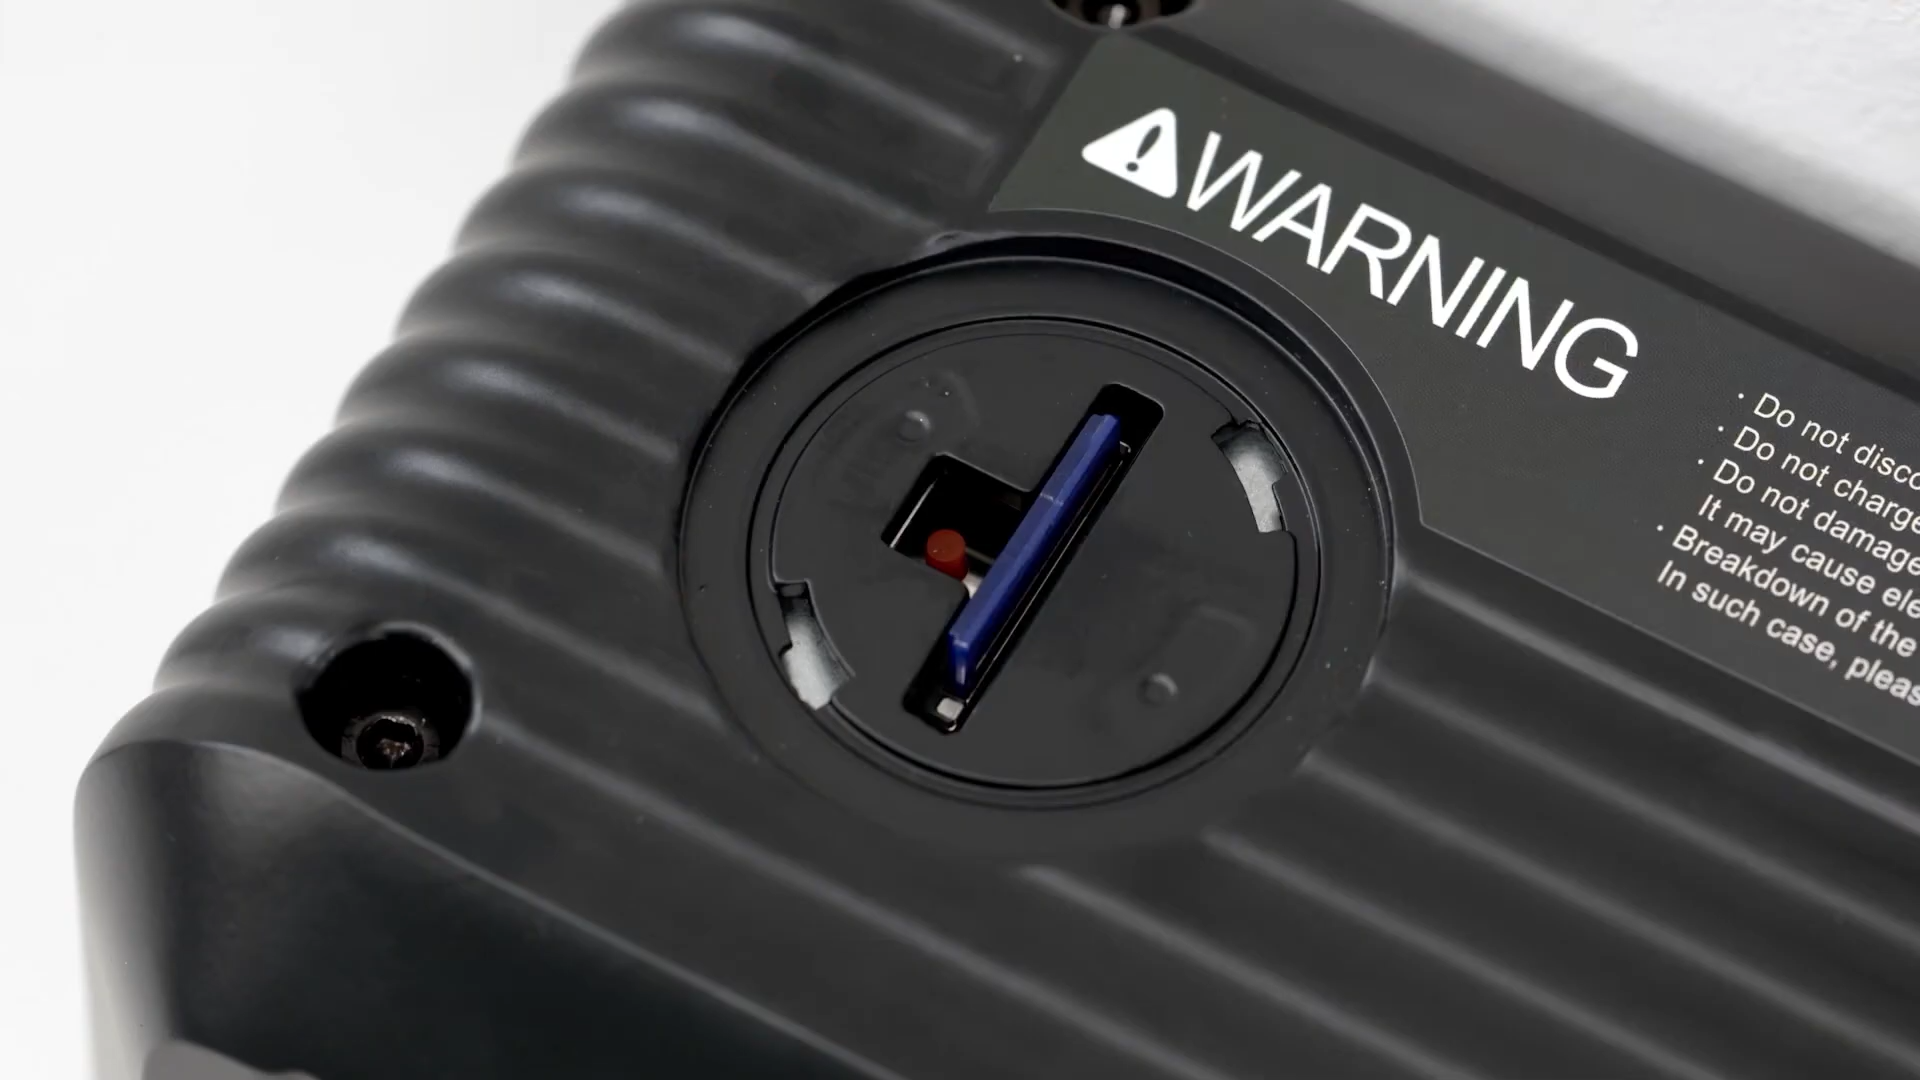 WARNING
· Do not disco
· Do not charge
· Do not damage
It may cause ele
· Breakdown of the
In such case, pleas